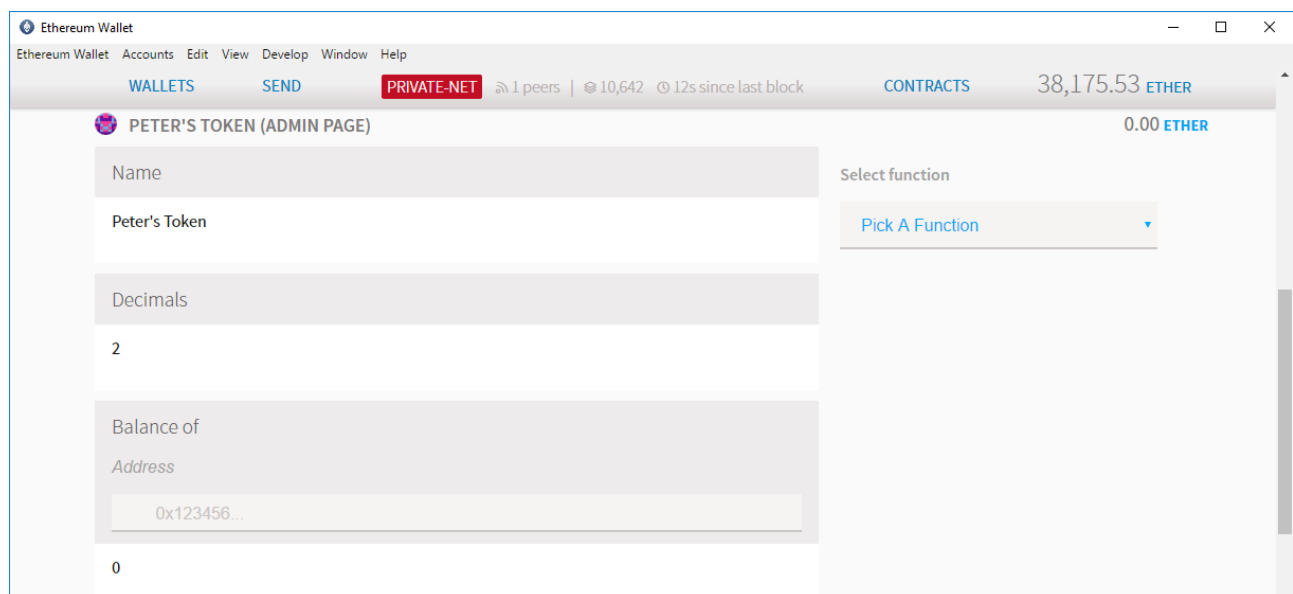 Ethereum Wallet
Ethereum Wallet Accounts Edit View Develop Window Help
WALLETS SEND PRIVATE-NET 1 peers | 10,642 12s since last block CONTRACTS 38,175.53 ETHER
PETER'S TOKEN (ADMIN PAGE) 0.00 ETHER
Name
Select function
Peter's Token
Pick A Function
Decimals
2
Balance of
Address
0x123456...
0